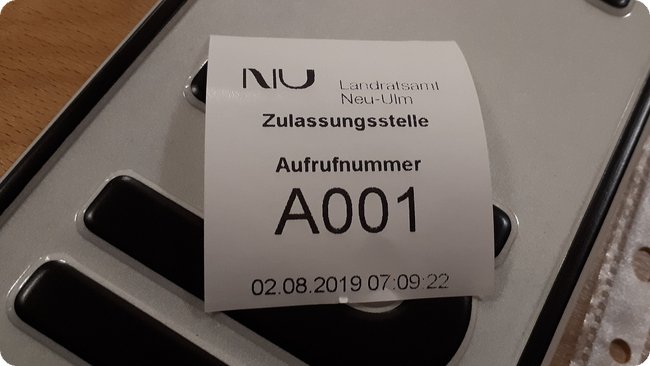 NU
Landratsamt
Neu-Ulm
Zulassungsstelle
Aufrufnummer
A001
02.08.2019 07:09:22